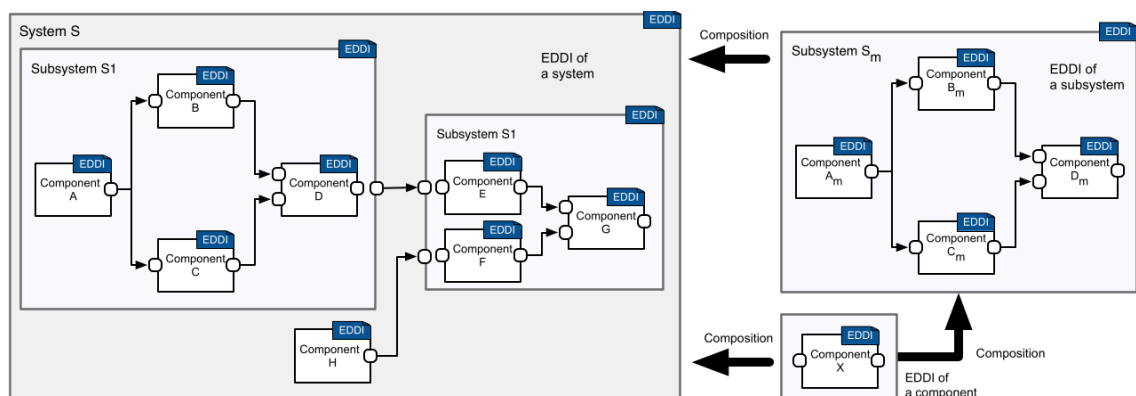 System S
EDDI
EDDI of
a system
Subsystem S1
EDDI
EDDI
Component
B
EDDI
Component
A
EDDI
Component
C
EDDI
Component
D
EDDI
Component
H
Subsystem S1
EDDI
EDDI
Component
E
EDDI
Component
F
EDDI
Component
G
Composition
Composition
Subsystem Sm
EDDI
EDDI of
a subsystem
EDDI
Component
Bm
EDDI
Component
Am
EDDI
Component
Cm
EDDI
Component
Dm
EDDI
Component
X
EDDI of
a component
Composition